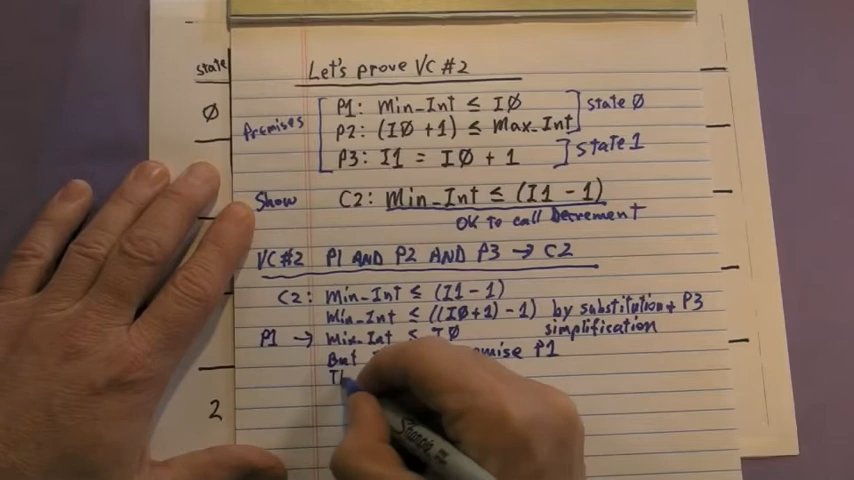 Let's prove VC #2
state
Ø
Premises
P1: Min_Int ≤ IØ
P2: (IØ+1) ≤ Max_Int
state Ø
P3: I1 = IØ + 1
state 1
Show
C2: Min_Int ≤ (I1 - 1)
OK to call Decrement
VC#2 P1 AND P2 AND P3 → C2
C2: Min_Int ≤ (I1 - 1)
Min_Int ≤ ((IØ+1) - 1) by substitution + P3
simplification
P1 → Min_Int ≤ IØ
But premise P1
2